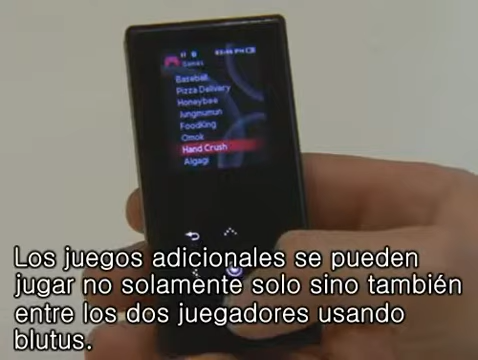 Games
Baseball
Pizza Delivery
Honeybee
Jungmumun
FoodKing
Omok
Hand Crush
Algagi
Los juegos adicionales se pueden
jugar no solamente solo sino también
entre los dos juegadores usando
blutus.